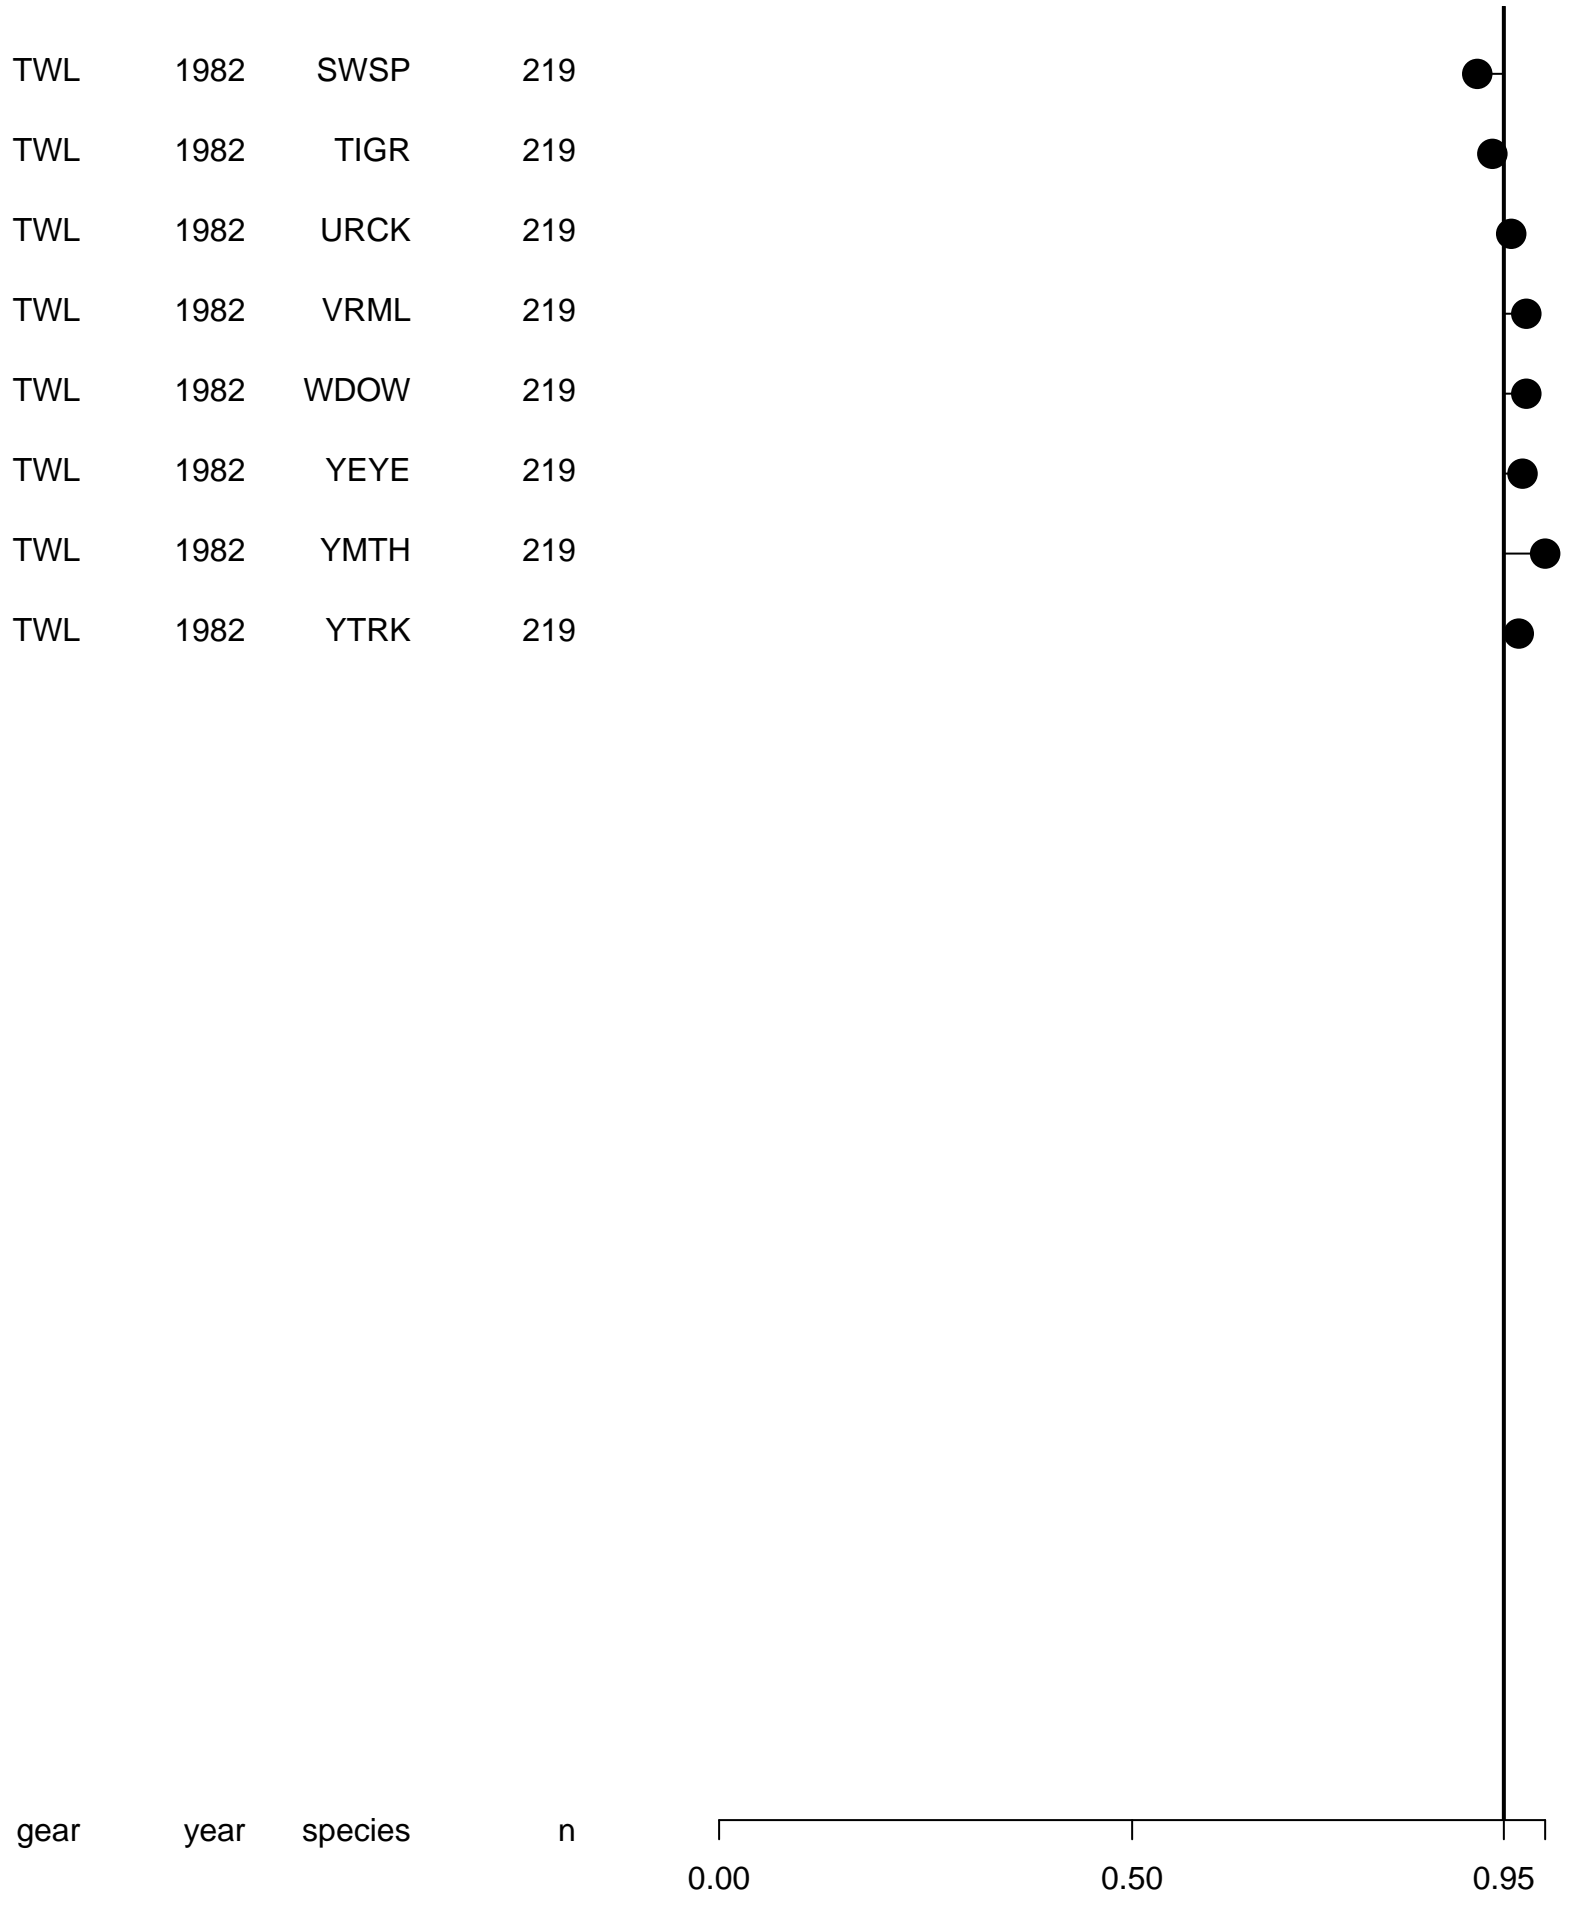 TWL 1982 SWSP 219
TWL 1982 TIGR 219
TWL 1982 URCK 219
TWL 1982 VRML 219
TWL 1982 WDOW 219
TWL 1982 YEYE 219
TWL 1982 YMTH 219
TWL 1982 YTRK 219
gear year species n
0.00 0.50 0.95